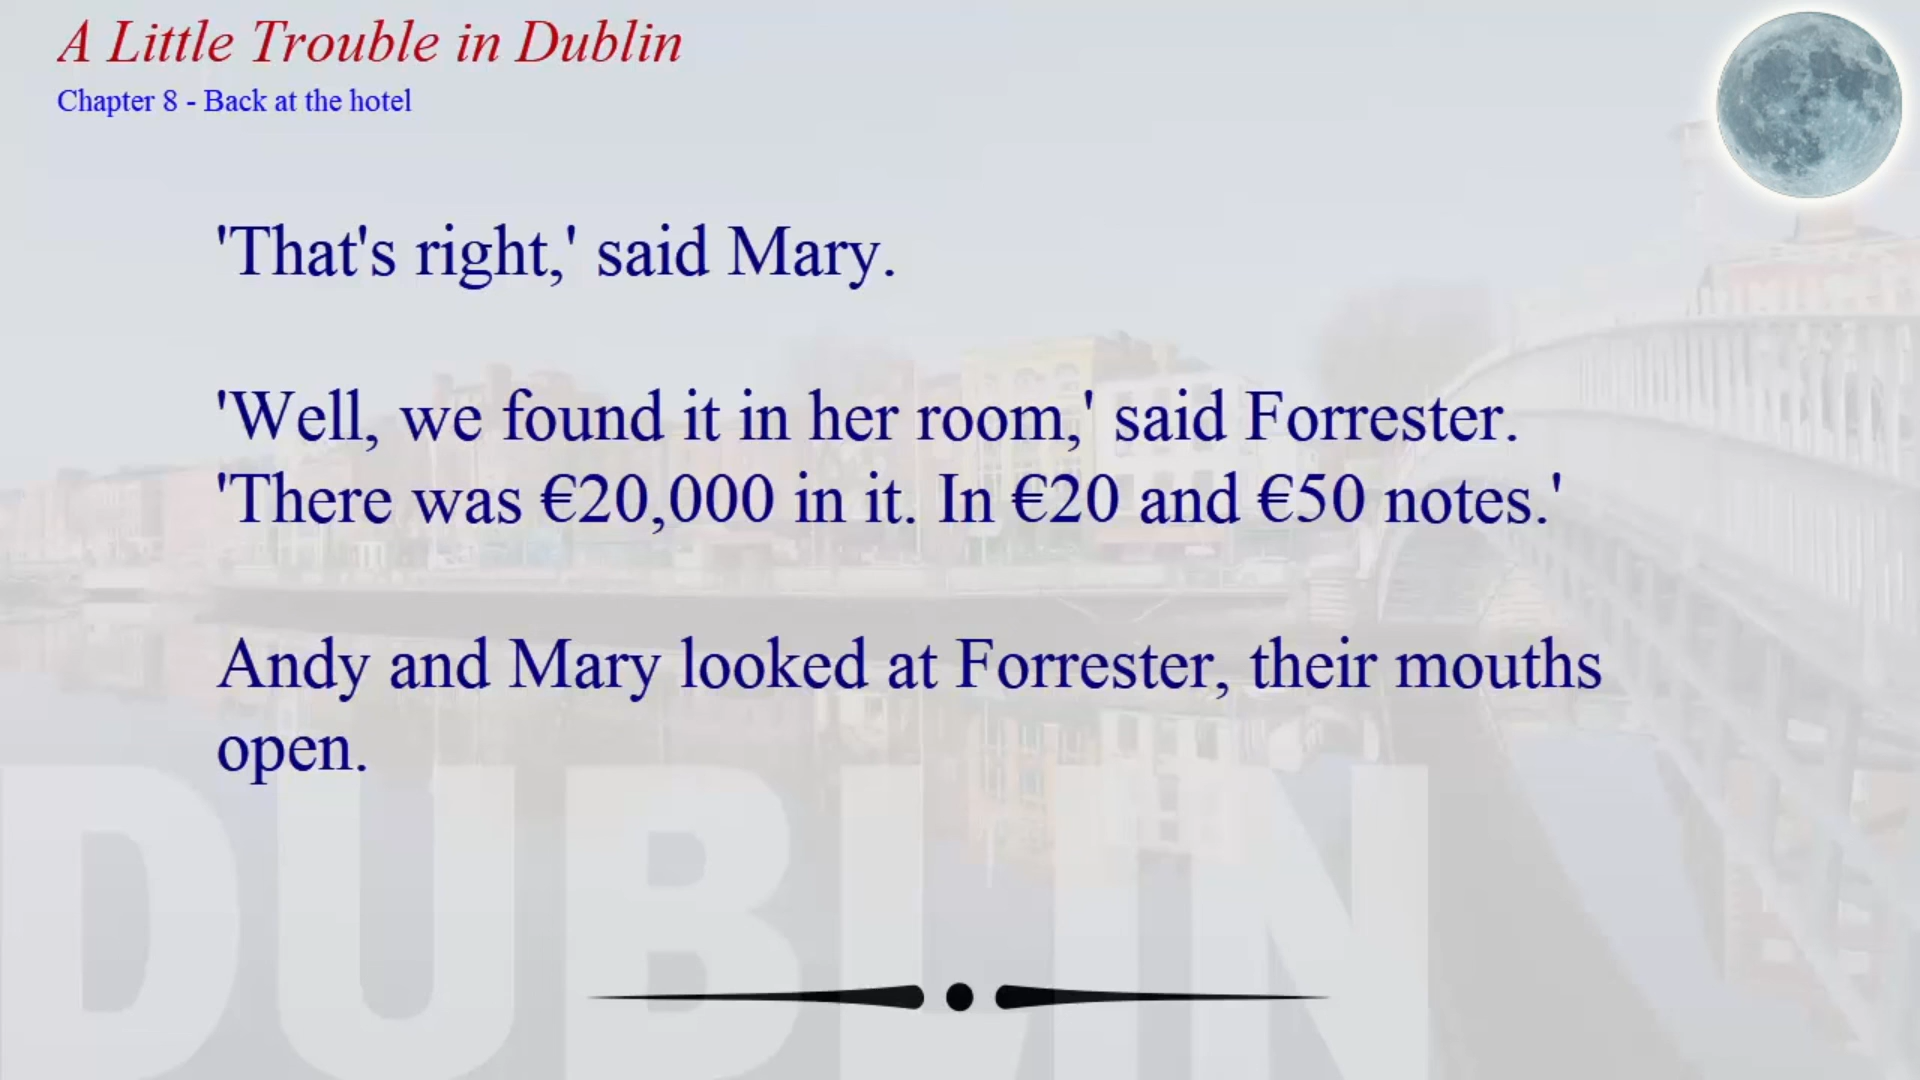 A Little Trouble in Dublin
Chapter 8 - Back at the hotel
'That's right,' said Mary.
'Well, we found it in her room,' said Forrester.
'There was €20,000 in it. In €20 and €50 notes.'
Andy and Mary looked at Forrester, their mouths
open.
DUBLIN